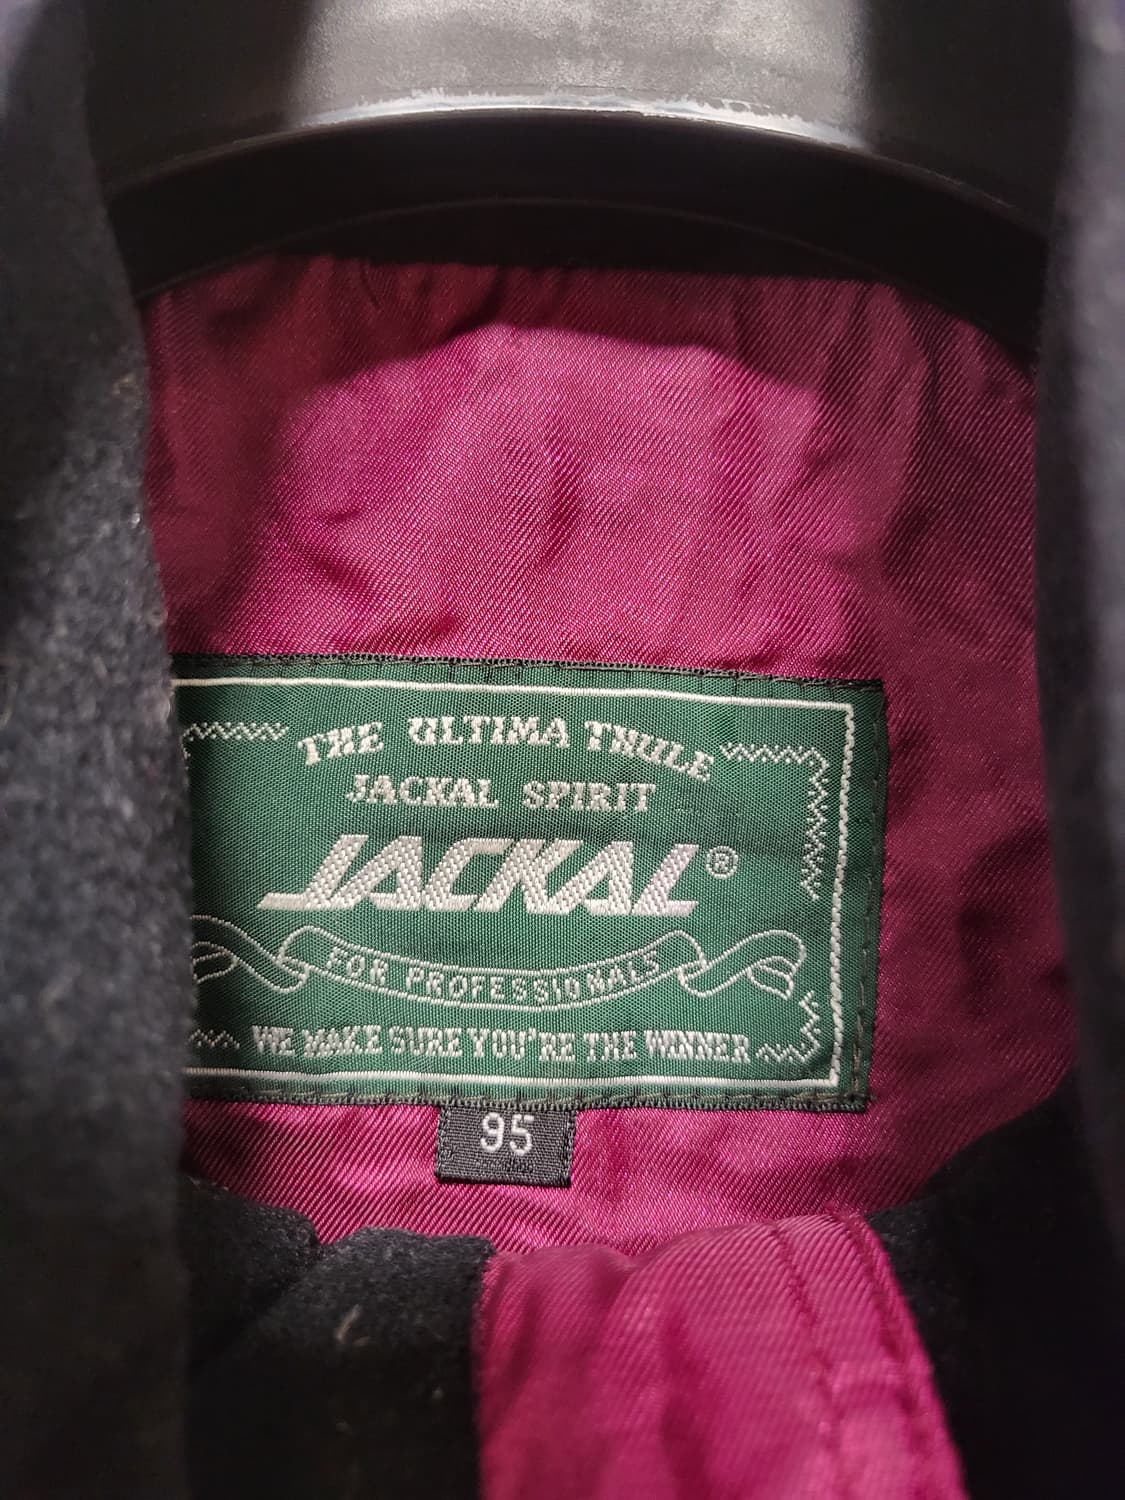 THE ULTIMA THULE
JACKAL SPIRIT
JACKAL®
FOR PROFESSIONALS
WE MAKE SURE YOU'RE THE WINNER
95